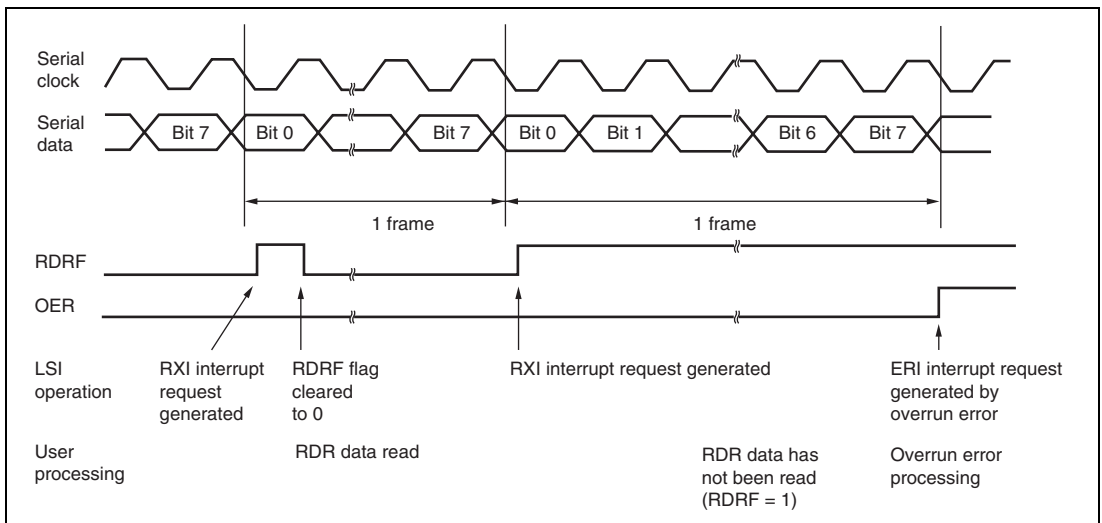 Serial
clock
Serial
data
Bit 7
Bit 0
Bit 7
Bit 0
Bit 1
Bit 6
Bit 7
1 frame
1 frame
RDRF
OER
LSI
operation
RXI interrupt
request
generated
RDRF flag
cleared
to 0
RXI interrupt request generated
ERI interrupt request
generated by
overrun error
User
processing
RDR data read
RDR data has
not been read
(RDRF = 1)
Overrun error
processing